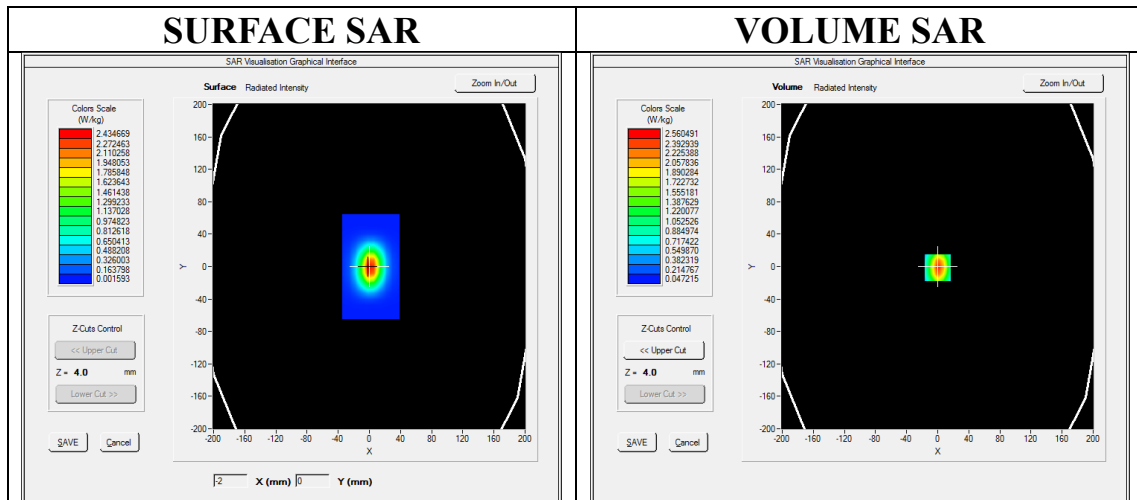 SURFACE SAR
SAR Visualisation Graphical Interface
Surface Radiated Intensity
Zoom In/Out
Colors Scale
(W/kg)
2.434669
2.272463
2.110258
1.948053
1.785848
1.623643
1.461438
1.299233
1.137028
0.974823
0.812618
0.650413
0.488208
0.326003
0.163798
0.001593
Z-Cuts Control
<< Upper Cut
Z = 4.0 mm
Lower Cut >>
SAVE Cancel
200
160
120
80
40
Y 0
-40
-80
-120
-160
-200
-200 -160 -120 -80 -40 0 40 80 120 160 200
X
-2 X (mm) 0 Y (mm)
VOLUME SAR
SAR Visualisation Graphical Interface
Volume Radiated Intensity
Zoom In/Out
Colors Scale
(W/kg)
2.560491
2.392939
2.225388
2.057836
1.890284
1.722732
1.555181
1.387629
1.220077
1.052526
0.884974
0.717422
0.549870
0.382319
0.214767
0.047215
Z-Cuts Control
<< Upper Cut
Z = 4.0 mm
Lower Cut >>
SAVE Cancel
200
160
120
80
40
Y 0
-40
-80
-120
-160
-200
-200 -160 -120 -80 -40 0 40 80 120 160 200
X